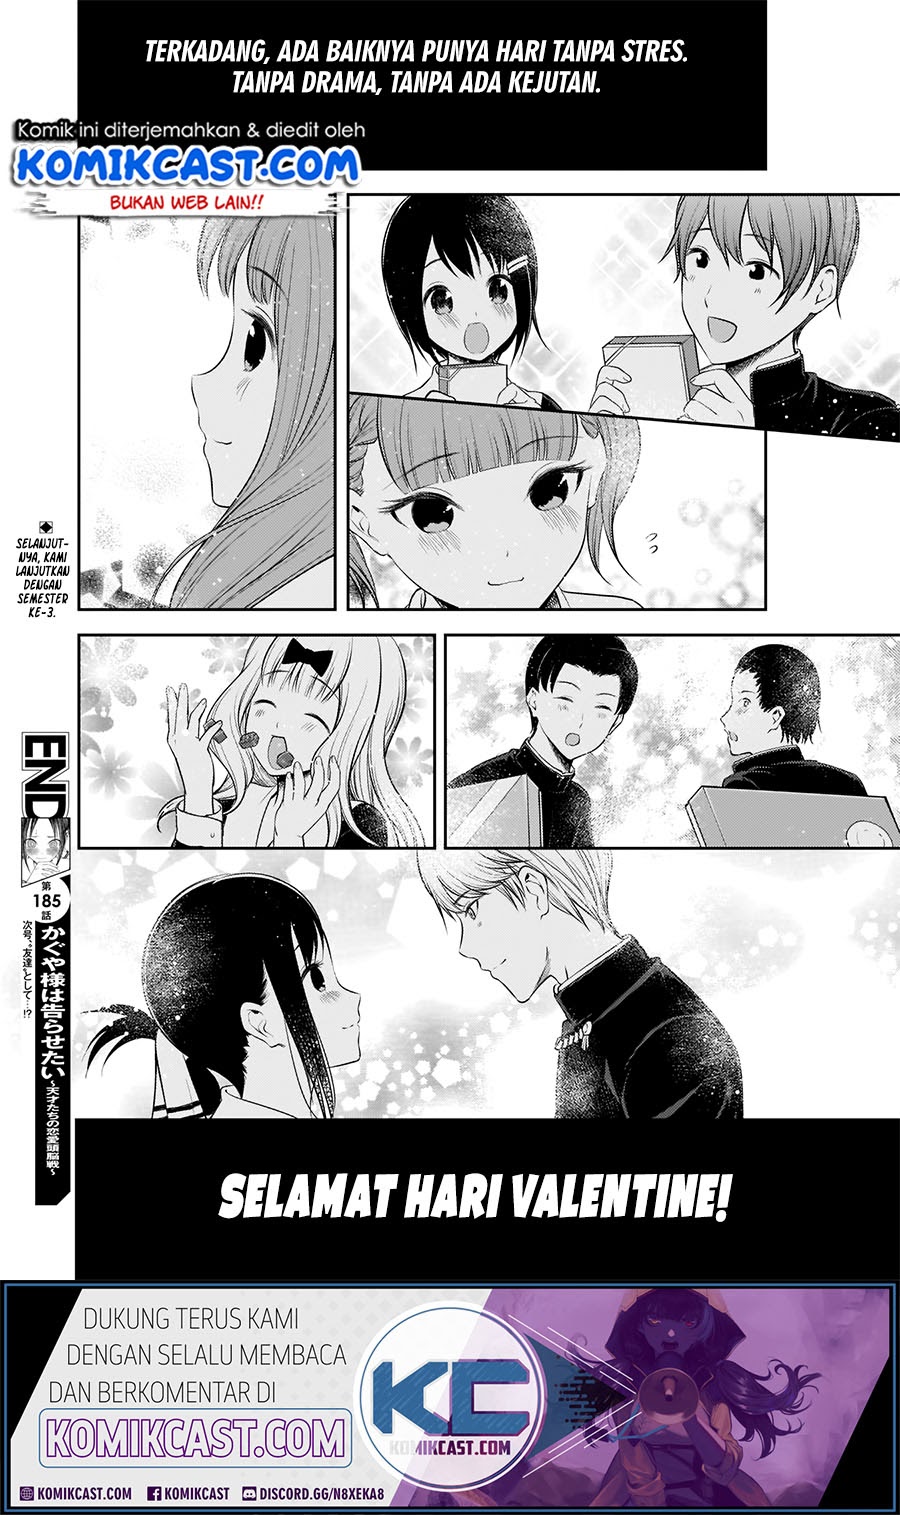 TERKADANG, ADA BAIKNYA PUNYA HARI TANPA STRES.
TANPA DRAMA, TANPA ADA KEJUTAN.
Komik ini diterjemahkan & diedit oleh
KOMIKCAST.COM
BUKAN WEB LAIN!!
SELANJUT-
NYA, KAMI
LANJUTKAN
DENGAN
SEMESTER
KE-3.
END
第
185
話
かぐや様は告らせたい
~天才たちの恋愛頭脳戦~
次号、“友達”として…!?
SELAMAT HARI VALENTINE!
DUKUNG TERUS KAMI
DENGAN SELALU MEMBACA
DAN BERKOMENTAR DI
KOMIKCAST.COM
KC
KOMIKCAST.COM
KOMIKCAST.COM
KOMIKCAST
DISCORD.GG/N8XEKA8